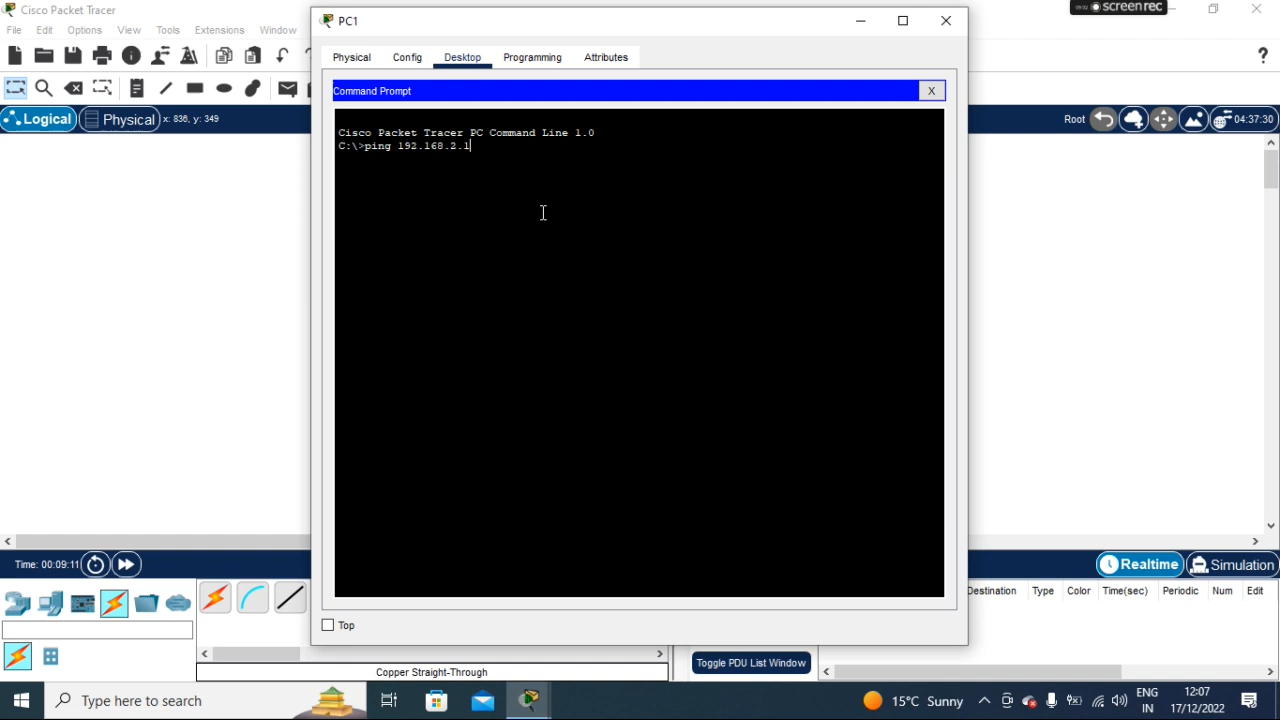 Cisco Packet Tracer
File Edit Options View Tools Extensions Window
Logical Physical x: 836, y: 349
PC1
Physical Config Desktop Programming Attributes
Command Prompt X
Cisco Packet Tracer PC Command Line 1.0
C:\>ping 192.168.2.1
Top
screenrec
?
Root 04:37:30
Time: 00:09:11
Realtime Simulation
Destination Type Color Time(sec) Periodic Num Edit
Copper Straight-Through
Toggle PDU List Window
Type here to search
15°C Sunny
ENG
IN
12:07
17/12/2022